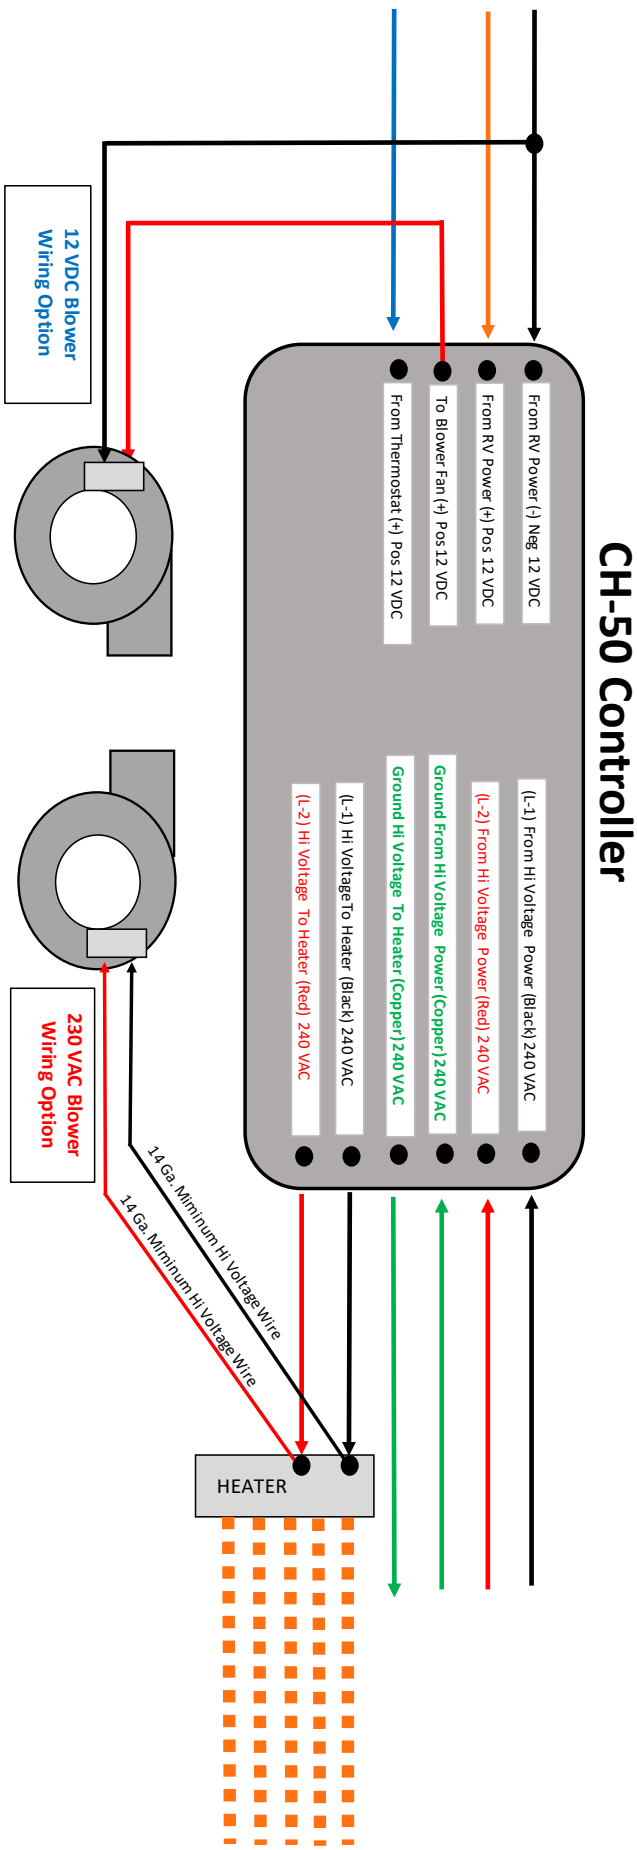 CH-50 Controller
From RV Power (-) Neg 12 VDC
From RV Power (+) Pos 12 VDC
To Blower Fan (+) Pos 12 VDC
From Thermostat (+) Pos 12 VDC
(L-1) From Hi Voltage Power (Black) 240 VAC
(L-2) From Hi Voltage Power (Red) 240 VAC
Ground From Hi Voltage Power (Copper) 240 VAC
Ground Hi Voltage To Heater (Copper) 240 VAC
(L-1) Hi Voltage To Heater (Black) 240 VAC
(L-2) Hi Voltage To Heater (Red) 240 VAC
12 VDC Blower
Wiring Option
230 VAC Blower
Wiring Option
14 Ga. Miminum Hi Voltage Wire
14 Ga. Miminum Hi Voltage Wire
HEATER